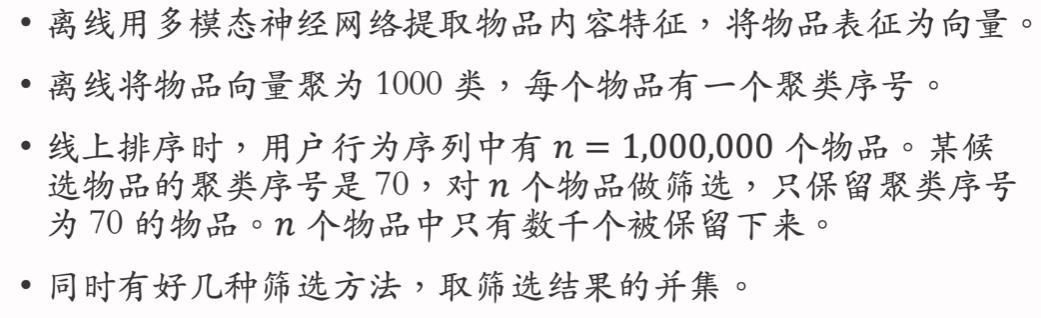 • 离线用多模态神经网络提取物品内容特征，将物品表征为向量。
• 离线将物品向量聚为 1000 类，每个物品有一个聚类序号。
• 线上排序时，用户行为序列中有 n = 1,000,000 个物品。某候
选物品的聚类序号是 70，对 n 个物品做筛选，只保留聚类序号
为 70 的物品。n 个物品中只有数千个被保留下来。
• 同时有好几种筛选方法，取筛选结果的并集。